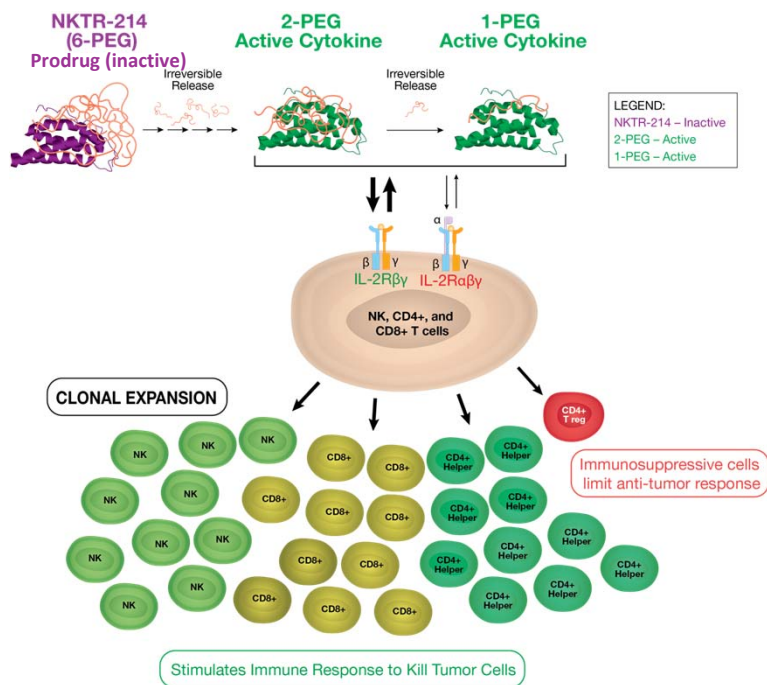 NKTR-214
(6-PEG)
Prodrug (inactive)
Irreversible
Release
2-PEG
Active Cytokine
Irreversible
Release
1-PEG
Active Cytokine
LEGEND:
NKTR-214 – Inactive
2-PEG – Active
1-PEG – Active
α
β
γ
β
γ
IL-2Rβγ
IL-2Rαβγ
NK, CD4+, and
CD8+ T cells
CLONAL EXPANSION
CD4+
T reg
Immunosuppressive cells
limit anti-tumor response
NK
NK
NK
NK
NK
NK
NK
NK
NK
NK
CD8+
CD8+
CD8+
CD8+
CD8+
CD8+
CD8+
CD8+
CD8+
CD8+
CD4+
Helper
CD4+
Helper
CD4+
Helper
CD4+
Helper
CD4+
Helper
CD4+
Helper
CD4+
Helper
CD4+
Helper
CD4+
Helper
CD4+
Helper
Stimulates Immune Response to Kill Tumor Cells